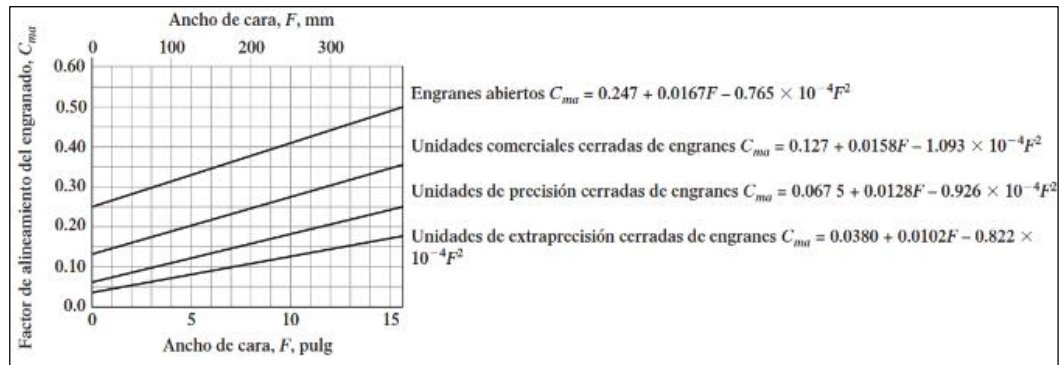 Ancho de cara, F, mm
0 100 200 300
Factor de alineamiento del engranado, Cma
0.60
0.50
0.40
0.30
0.20
0.10
0.0
0 5 10 15
Ancho de cara, F, pulg
Engranes abiertos Cma = 0.247 + 0.0167F – 0.765 × 10⁻⁴F²
Unidades comerciales cerradas de engranes Cma = 0.127 + 0.0158F – 1.093 × 10⁻⁴F²
Unidades de precisión cerradas de engranes Cma = 0.067 5 + 0.0128F – 0.926 × 10⁻⁴F²
Unidades de extraprecisión cerradas de engranes Cma = 0.0380 + 0.0102F – 0.822 ×
10⁻⁴F²